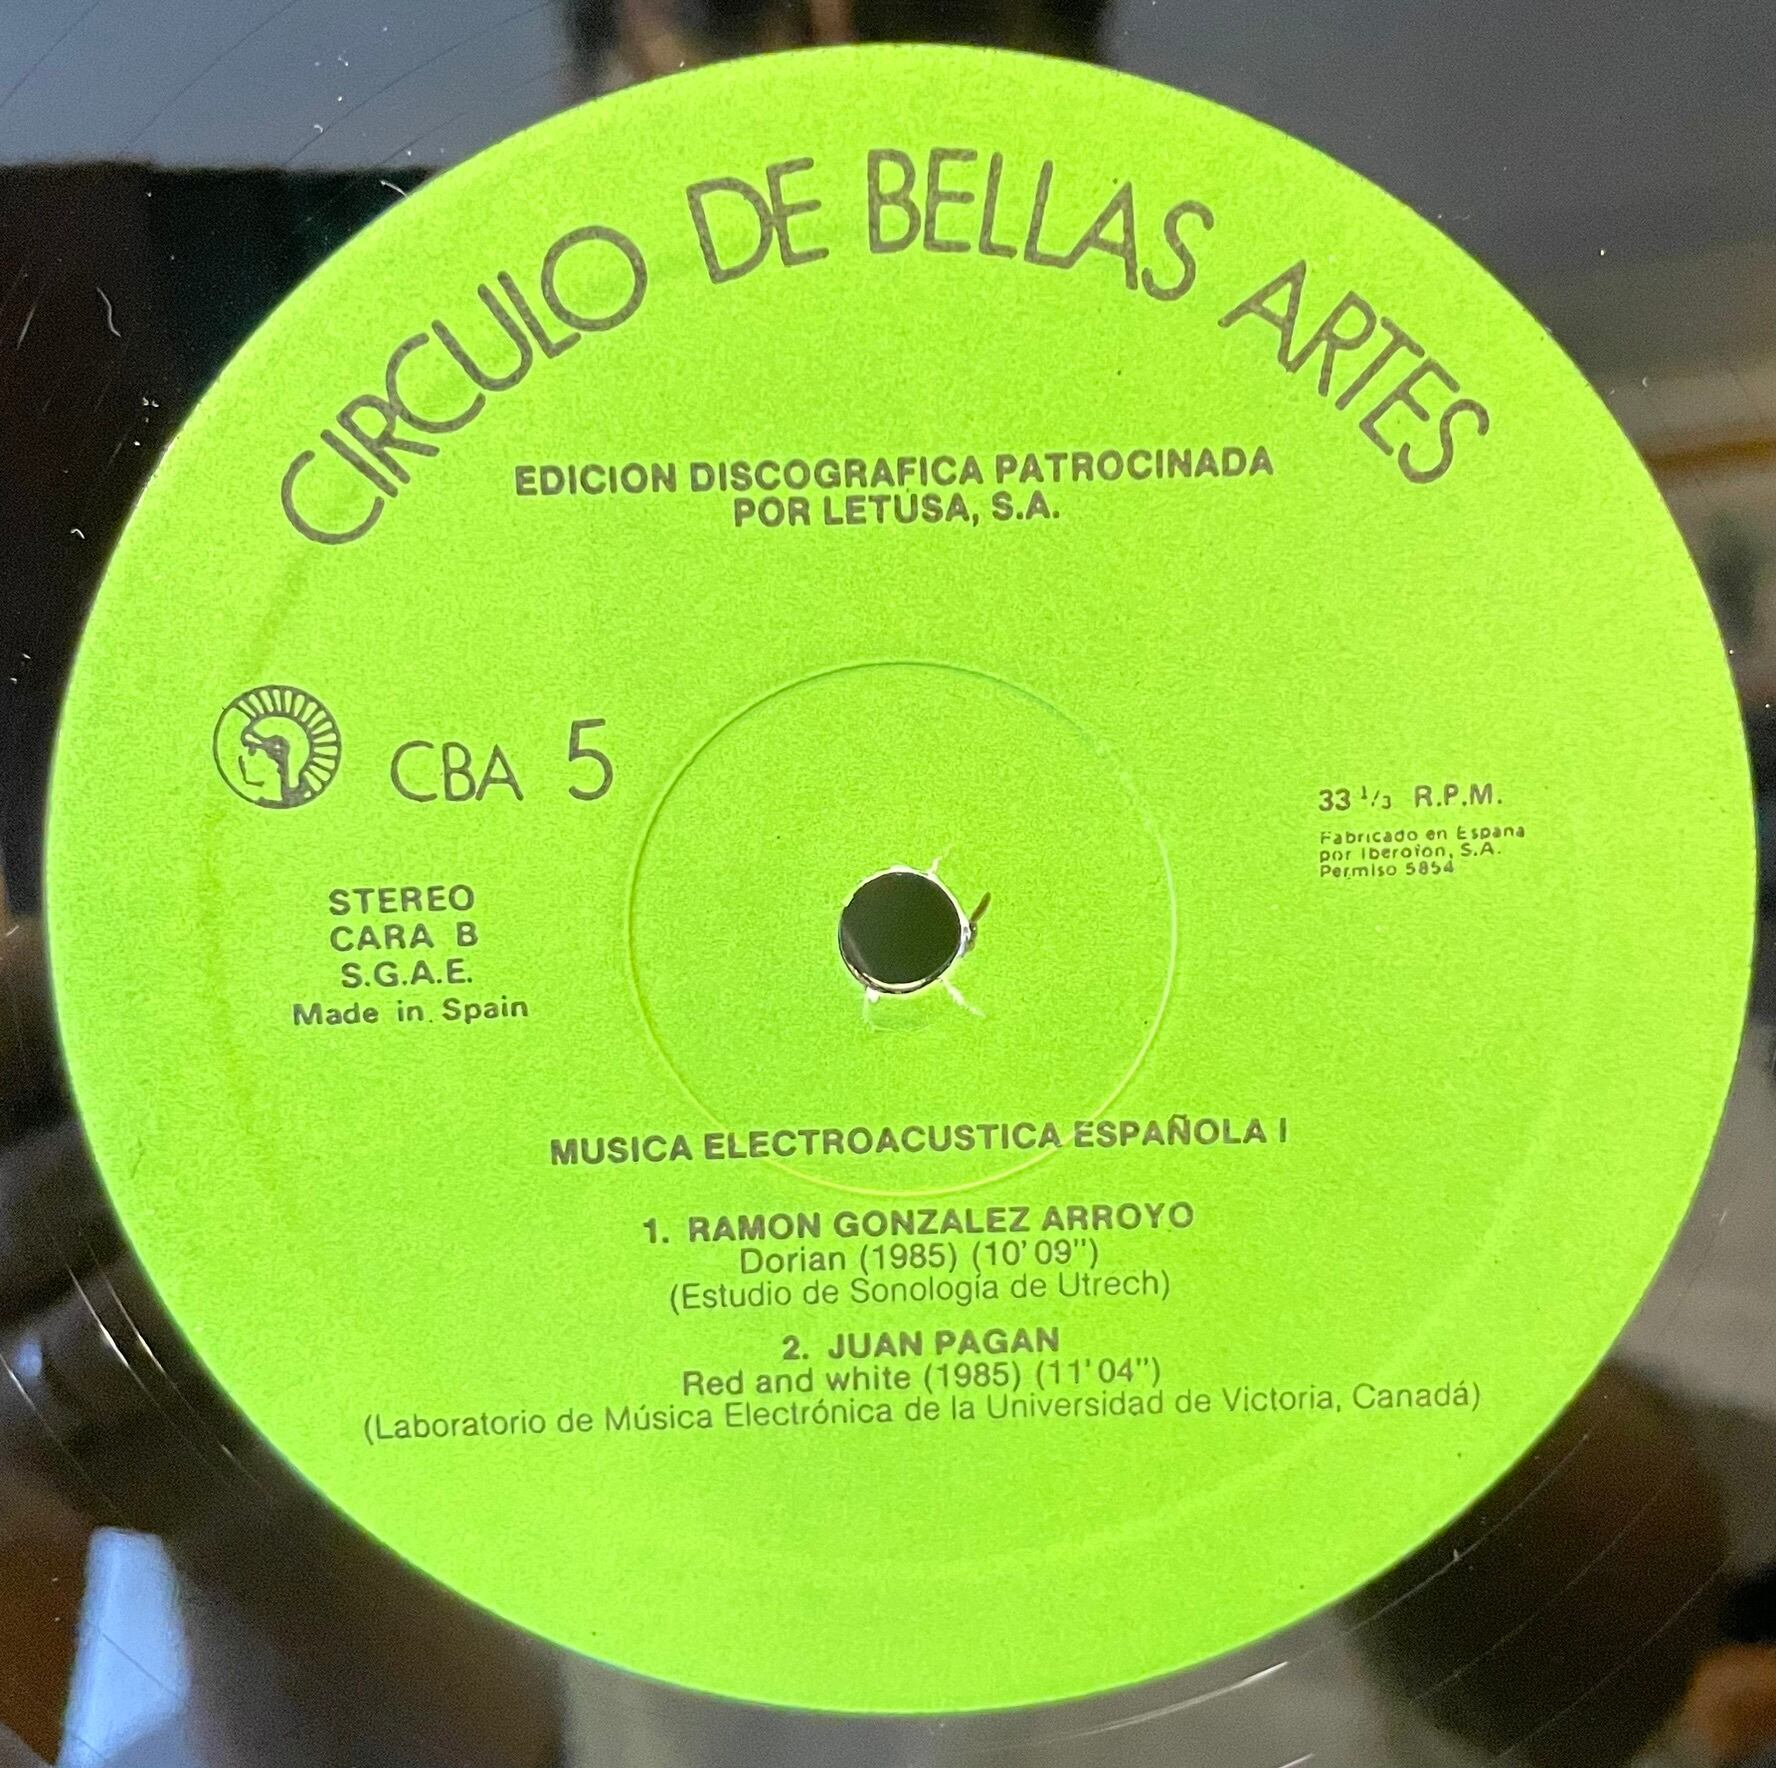 CIRCULO DE BELLAS ARTES
EDICION DISCOGRAFICA PATROCINADA
POR LETUSA, S.A.
CBA 5
33 1/3 R.P.M.
Fabricado en Espana
por Iberofon, S.A.
Permiso 5854
STEREO
CARA B
S.G.A.E.
Made in Spain
MUSICA ELECTROACUSTICA ESPAÑOLA I
1. RAMON GONZALEZ ARROYO
Dorian (1985) (10' 09")
(Estudio de Sonología de Utrech)
2. JUAN PAGAN
Red and white (1985) (11' 04")
(Laboratorio de Música Electrónica de la Universidad de Victoria, Canadá)